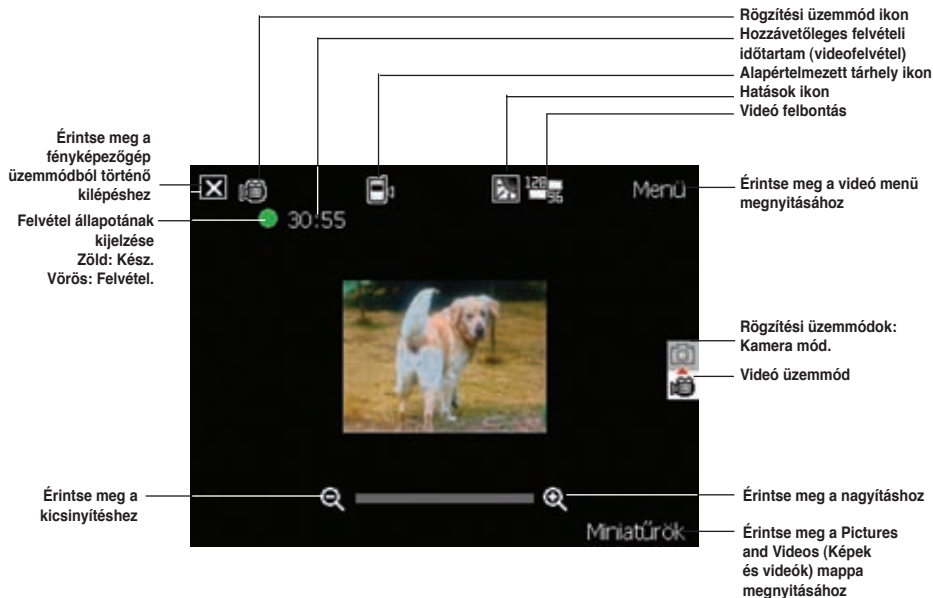 Rögzítési üzemmód ikon
Hozzávetőleges felvételi
időtartam (videofelvétel)
Alapértelmezett tárhely ikon
Hatások ikon
Videó felbontás
Érintse meg a
fényképezőgép
üzemmódból történő
kilépéshez
Felvétel állapotának
kijelzése
Zöld: Kész.
Vörös: Felvétel.
128
96
Menü
30:55
Érintse meg a videó menü
megnyitásához
Rögzítési üzemmódok:
Kamera mód.
Videó üzemmód
Érintse meg a
kicsinyítéshez
Érintse meg a nagyításhoz
Miniatűrök
Érintse meg a Pictures
and Videos (Képek
és videók) mappa
megnyitásához